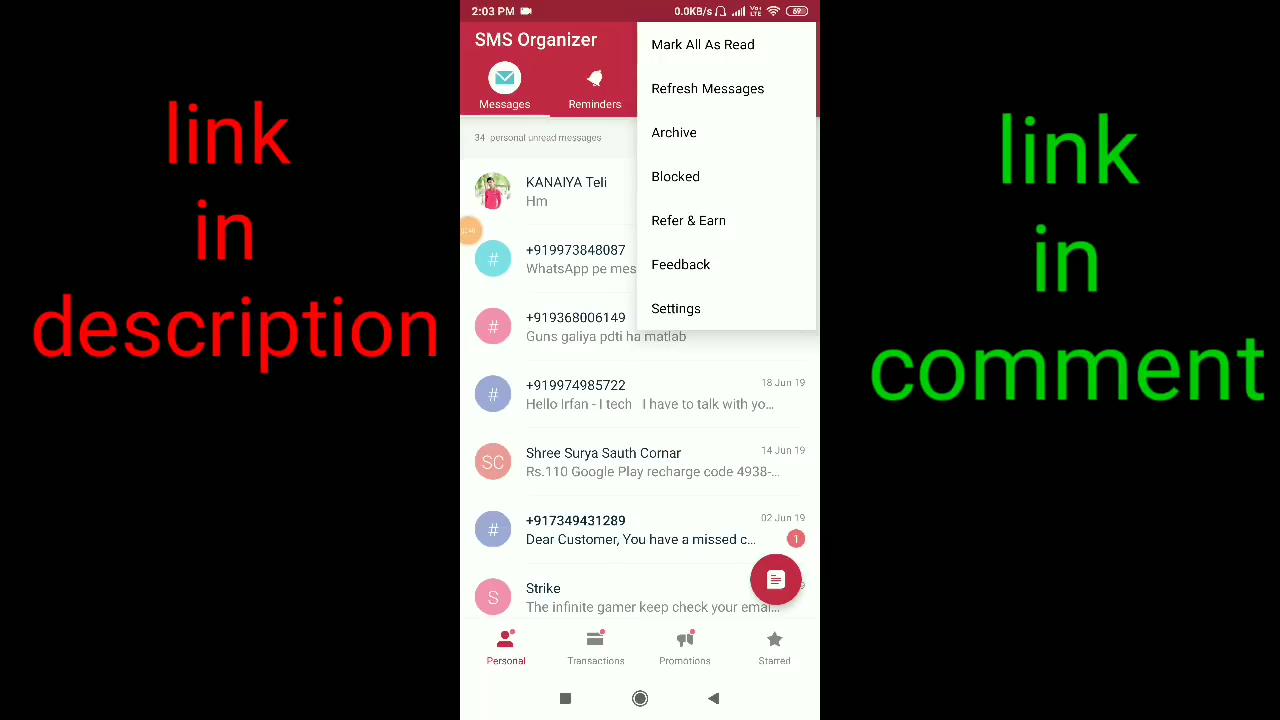 link
in
description
2:03 PM
0.0KB/s
Vo
LTE
69
SMS Organizer
Messages
Reminders
34 personal unread messages
Mark All As Read
Refresh Messages
Archive
Blocked
Refer & Earn
Feedback
Settings
KANAIYA Teli
Hm
#
+919973848087
WhatsApp pe mes
#
+919368006149
Guns galiya pdti ha matlab
#
+919974985722
18 Jun 19
Hello Irfan - I tech I have to talk with yo...
SC
Shree Surya Sauth Cornar
14 Jun 19
Rs.110 Google Play recharge code 4938-...
#
+917349431289
02 Jun 19
Dear Customer, You have a missed c...
1
S
Strike
The infinite gamer keep check your emai...
Personal
Transactions
Promotions
Starred
link
in
comment